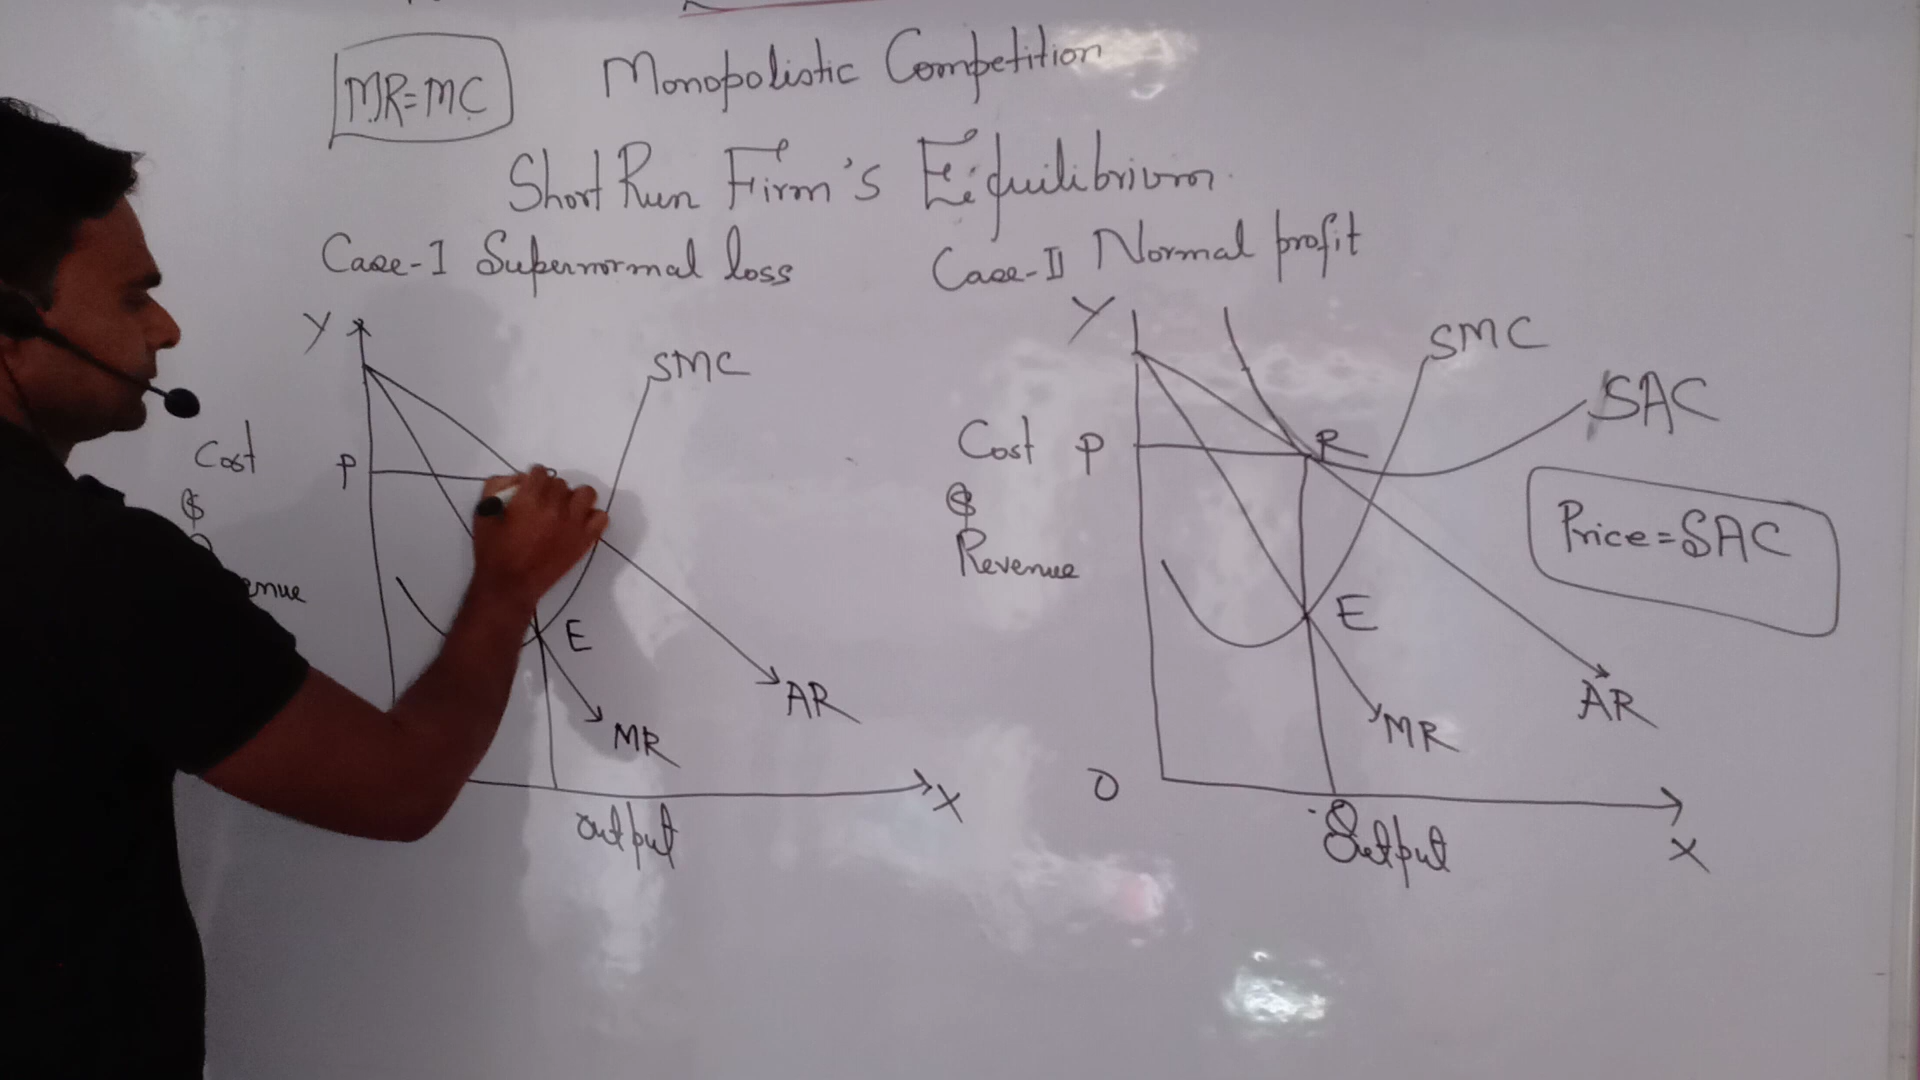 MR=MC
Monopolistic Competition
Short Run Firm's Equilibrium
Case-I Supernormal loss
Case-II Normal profit
Y
SMC
Cost
P
$
enue
E
AR
MR
X
output
Y
SMC
SAC
Cost P
R
$
Revenue
Price=SAC
E
AR
MR
O
Output
X